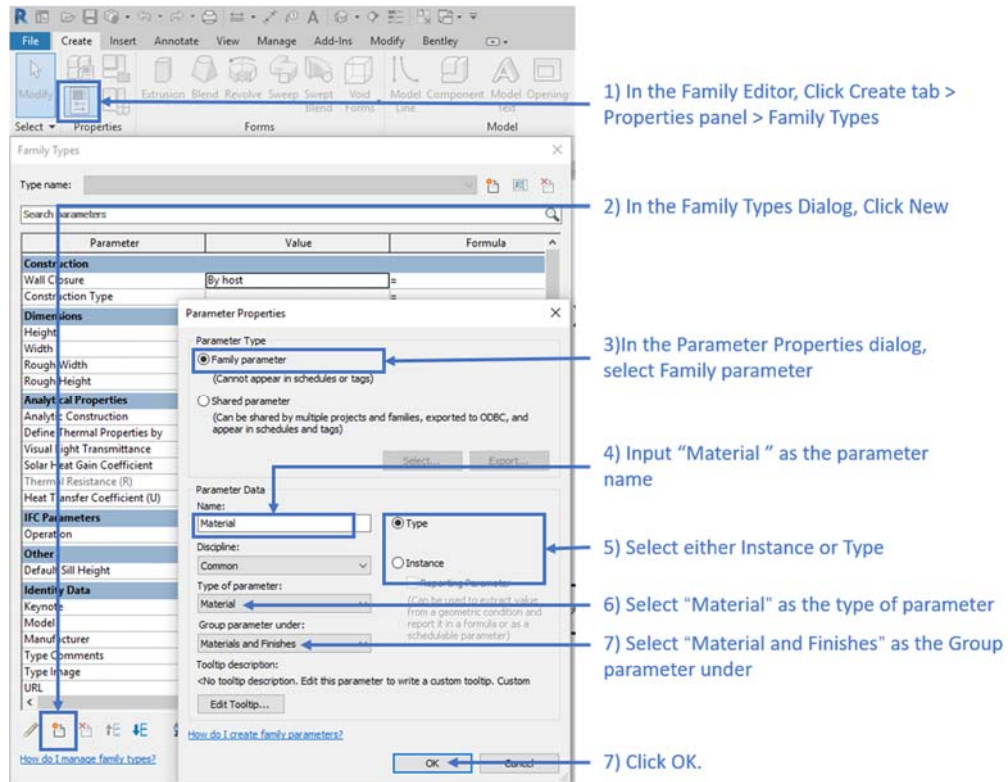 File Create Insert Annotate View Manage Add-Ins Modify Bentley
Modify Extrusion Blend Revolve Sweep Swept Blend Void Forms Model Line Component Model Text Opening
Select Properties Forms Model
1) In the Family Editor, Click Create tab >
Properties panel > Family Types
Family Types
Type name:
Search parameters
2) In the Family Types Dialog, Click New
Parameter Value Formula
Construction
Wall Closure By host =
Construction Type =
Dimensions
Height
Width
Rough Width
Rough Height
Analytical Properties
Analytic Construction
Define Thermal Properties by
Visual Light Transmittance
Solar Heat Gain Coefficient
Thermal Resistance (R)
Heat Transfer Coefficient (U)
IFC Parameters
Operation
Other
Default Sill Height
Identity Data
Keynote
Model
Manufacturer
Type Comments
Type Image
URL
How do I manage family types?
Parameter Properties
Parameter Type
Family parameter
(Cannot appear in schedules or tags)
Shared parameter
(Can be shared by multiple projects and families, exported to ODBC, and
appear in schedules and tags)
Select... Export...
Parameter Data
Name:
Material
Type
Discipline:
Common
Instance
Reporting Parameter
(Can be used to extract value
from a geometric condition and
report it in a formula or as a
schedulable parameter)
Type of parameter:
Material
Group parameter under:
Materials and Finishes
Tooltip description:
<No tooltip description. Edit this parameter to write a custom tooltip. Custom
Edit Tooltip...
How do I create family parameters?
OK Cancel
3)In the Parameter Properties dialog,
select Family parameter
4) Input “Material ” as the parameter
name
5) Select either Instance or Type
6) Select “Material” as the type of parameter
7) Select “Material and Finishes” as the Group
parameter under
7) Click OK.